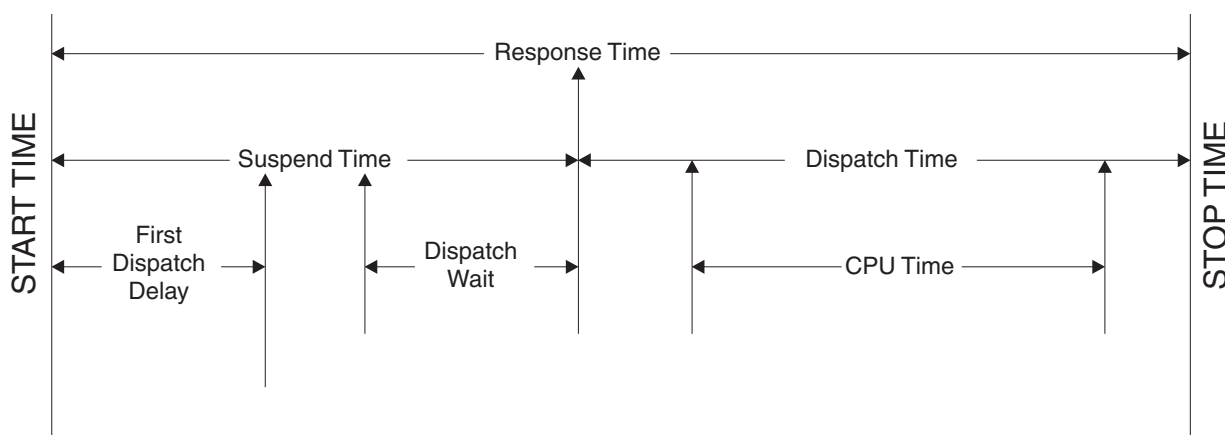 Response Time
START TIME
Suspend Time
Dispatch Time
STOP TIME
First
Dispatch
Delay
Dispatch
Wait
CPU Time